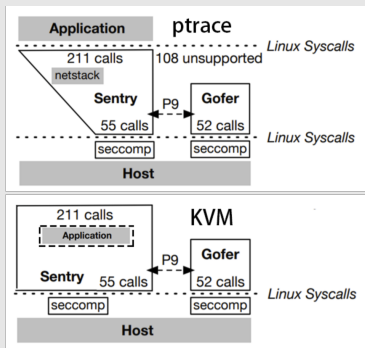 Application
ptrace
Linux Syscalls
211 calls
108 unsupported
netstack
Sentry
P9
Gofer
55 calls
52 calls
Linux Syscalls
seccomp
seccomp
Host
211 calls
KVM
Application
P9
Gofer
Sentry
55 calls
52 calls
Linux Syscalls
seccomp
seccomp
Host